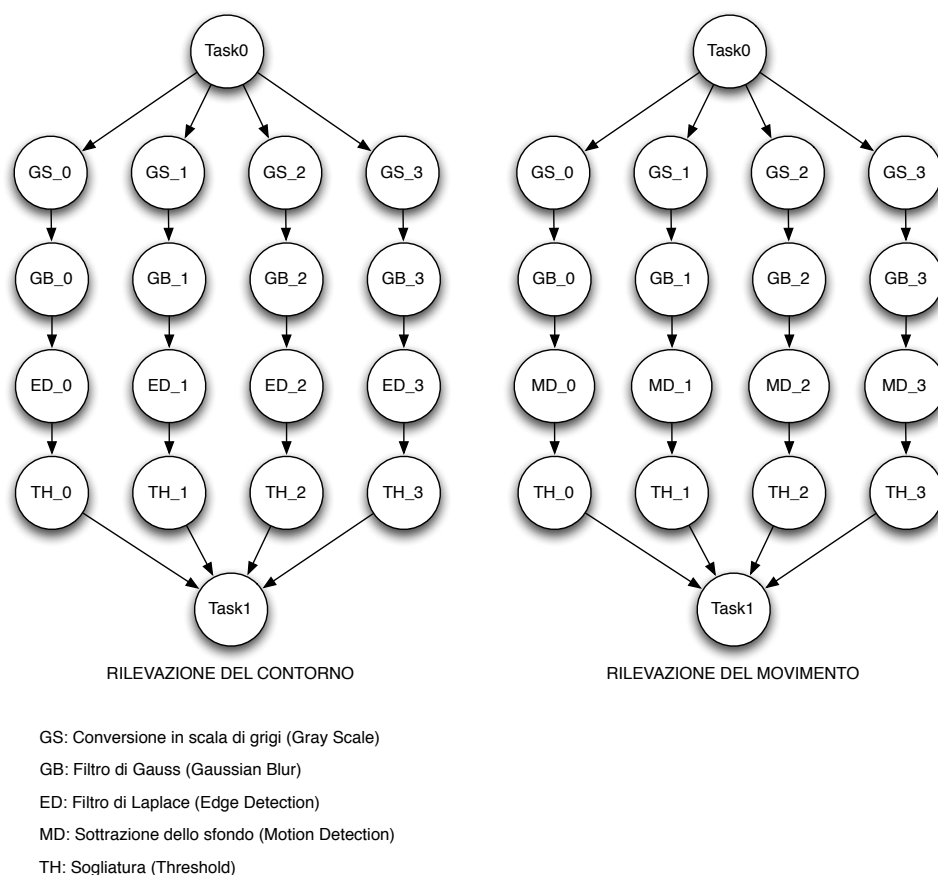 Task0 Task0
GS_0 GS_1 GS_2 GS_3 GS_0 GS_1 GS_2 GS_3
GB_0 GB_1 GB_2 GB_3 GB_0 GB_1 GB_2 GB_3
ED_0 ED_1 ED_2 ED_3 MD_0 MD_1 MD_2 MD_3
TH_0 TH_1 TH_2 TH_3 TH_0 TH_1 TH_2 TH_3
Task1 Task1
RILEVAZIONE DEL CONTORNO RILEVAZIONE DEL MOVIMENTO
GS: Conversione in scala di grigi (Gray Scale)
GB: Filtro di Gauss (Gaussian Blur)
ED: Filtro di Laplace (Edge Detection)
MD: Sottrazione dello sfondo (Motion Detection)
TH: Sogliatura (Threshold)